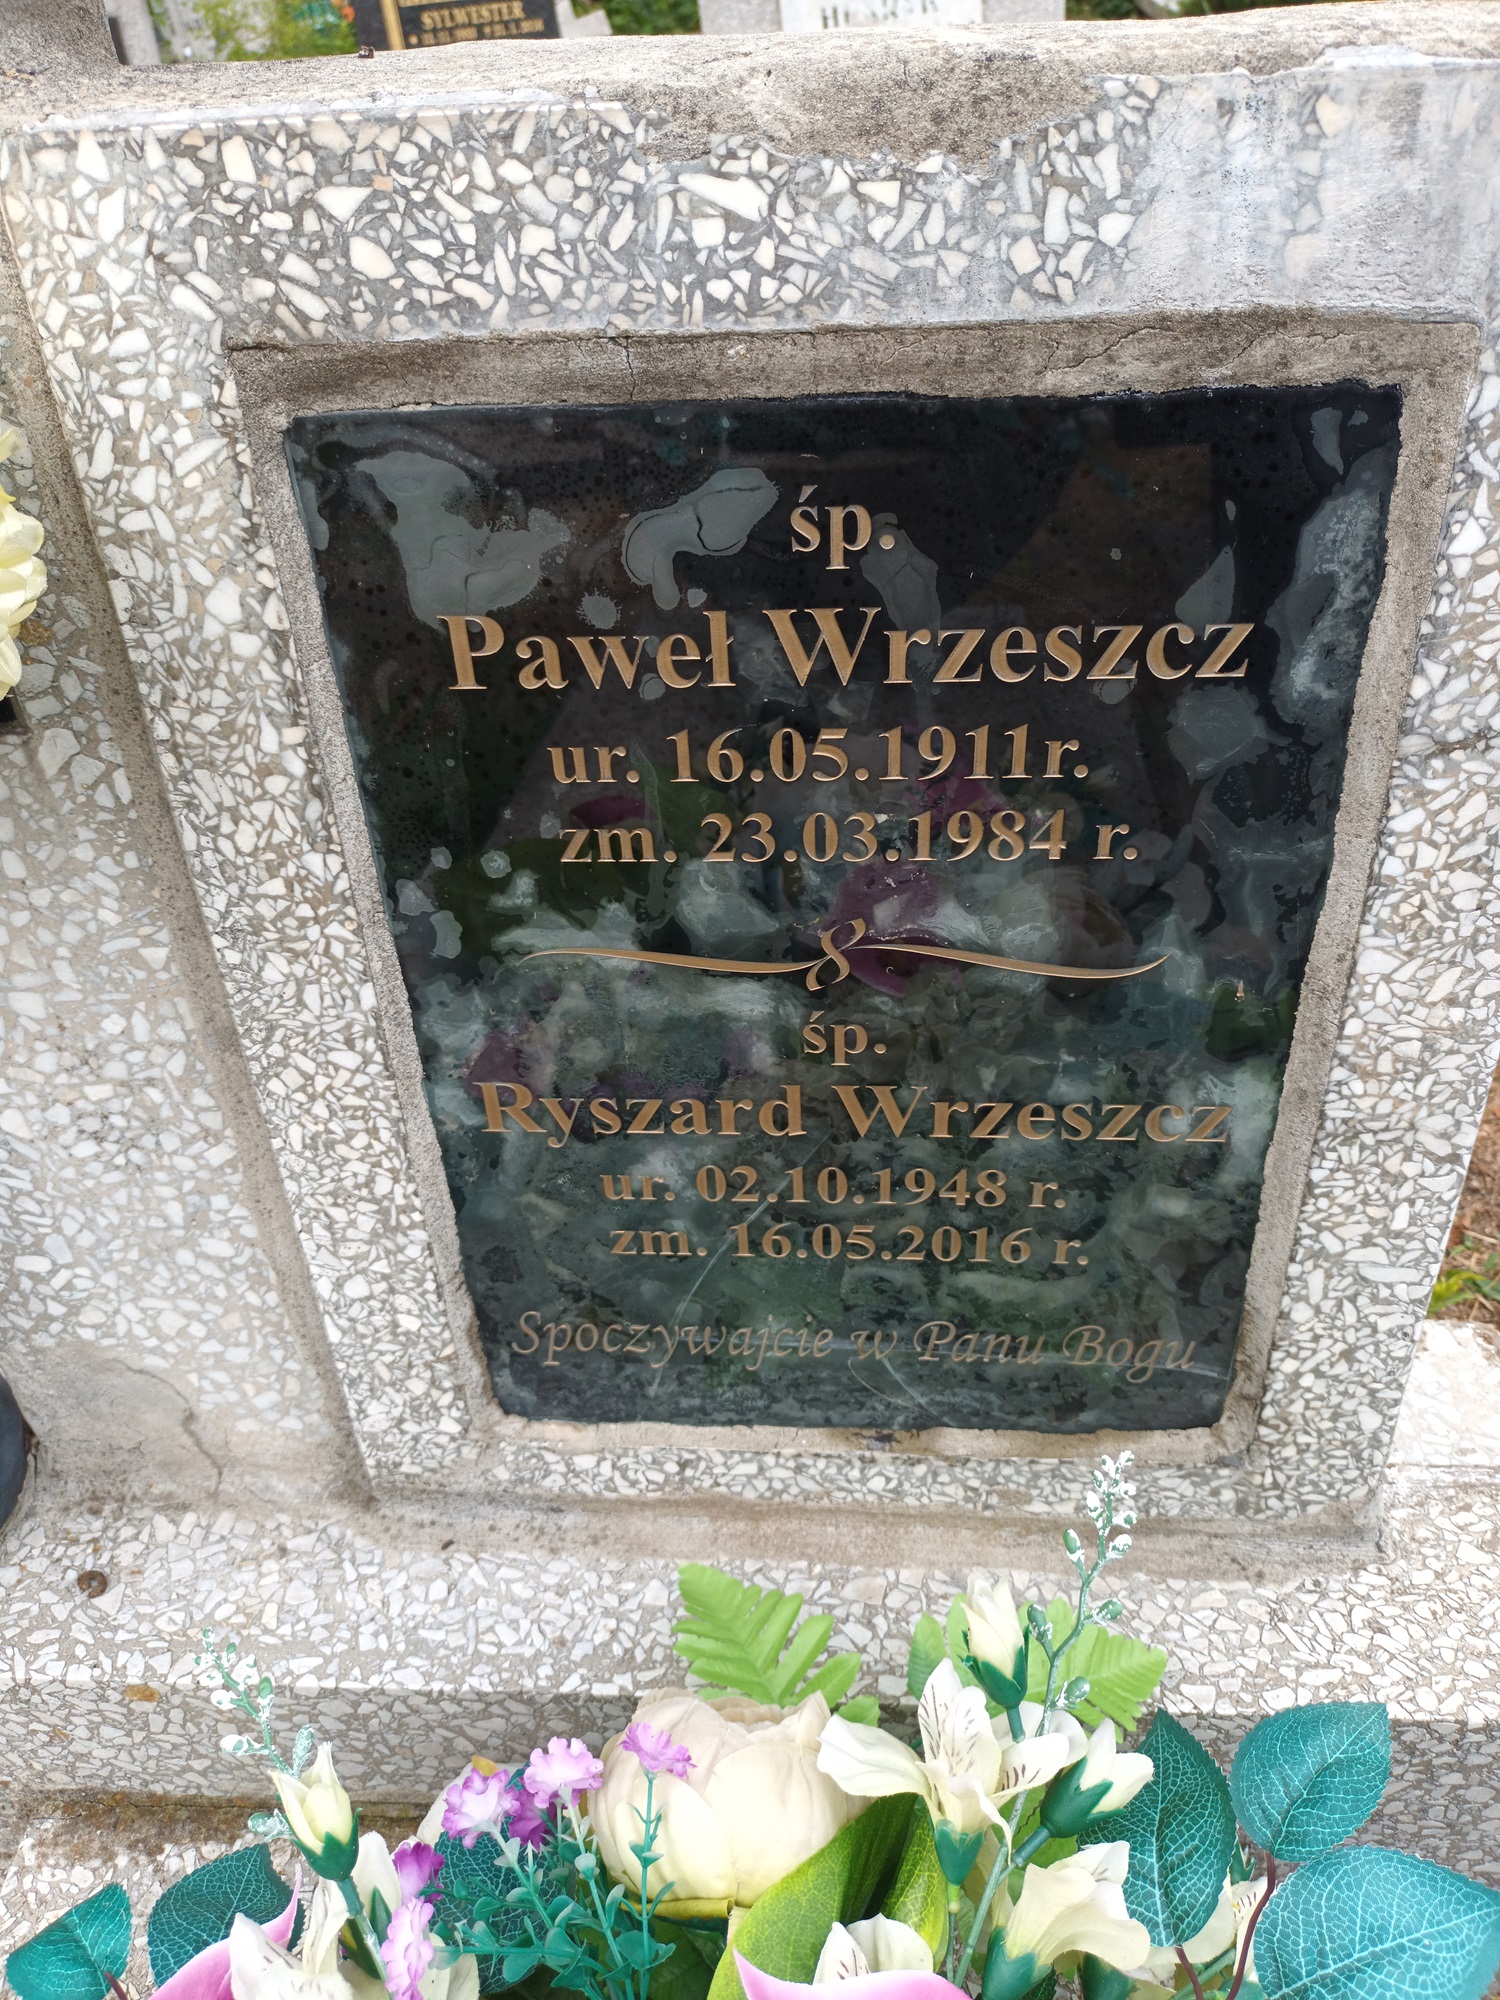 SYLWESTER
śp.
Paweł Wrzeszcz
ur. 16.05.1911r.
zm. 23.03.1984 r.
śp.
Ryszard Wrzeszcz
ur. 02.10.1948 r.
zm. 16.05.2016 r.
Spoczywajcie w Panu Bogu